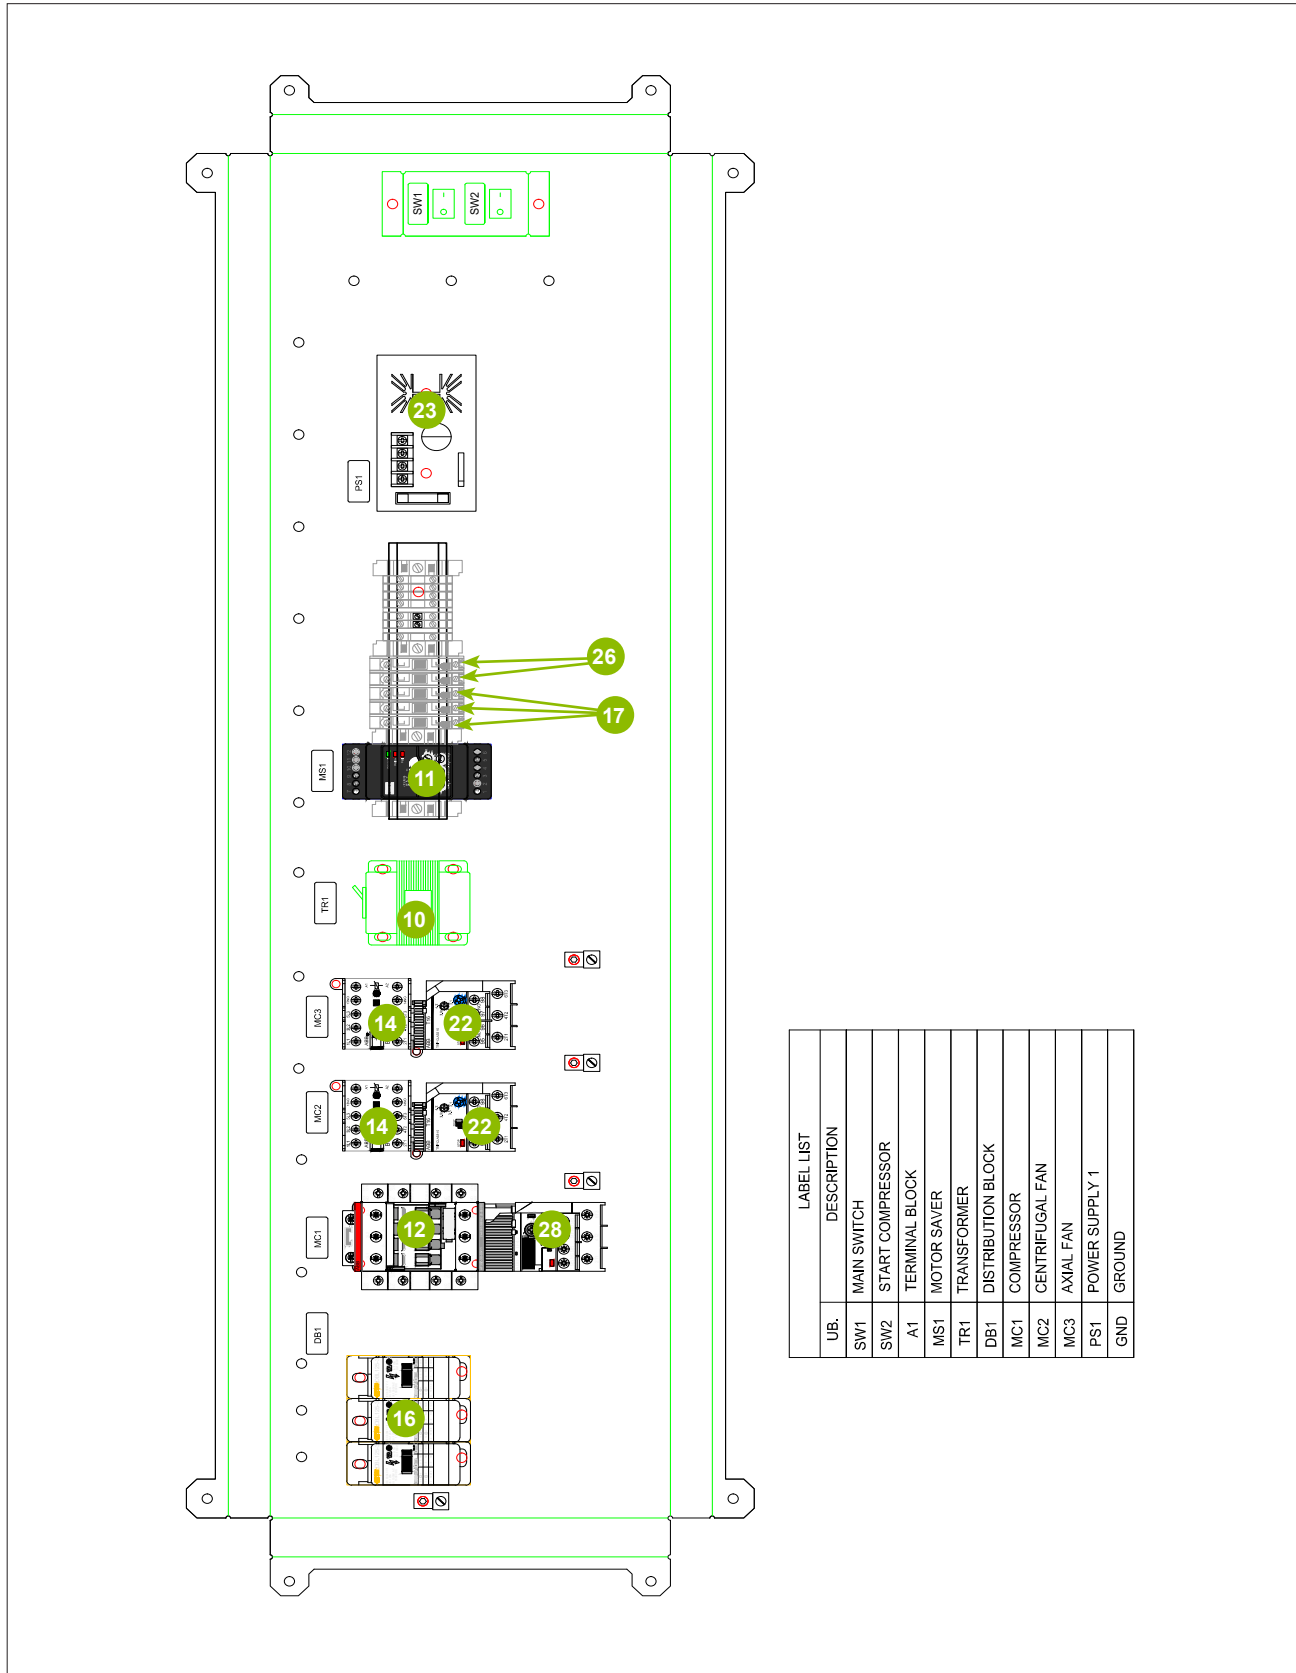 SW1
SW2
23
PS1
26
17
MS1
11
TR1
10
MC3
14
22
MC2
14
22
MC1
12
28
DB1
16
LABEL LIST
UB. DESCRIPTION
SW1 MAIN SWITCH
SW2 START COMPRESSOR
A1 TERMINAL BLOCK
MS1 MOTOR SAVER
TR1 TRANSFORMER
DB1 DISTRIBUTION BLOCK
MC1 COMPRESSOR
MC2 CENTRIFUGAL FAN
MC3 AXIAL FAN
PS1 POWER SUPPLY 1
GND GROUND